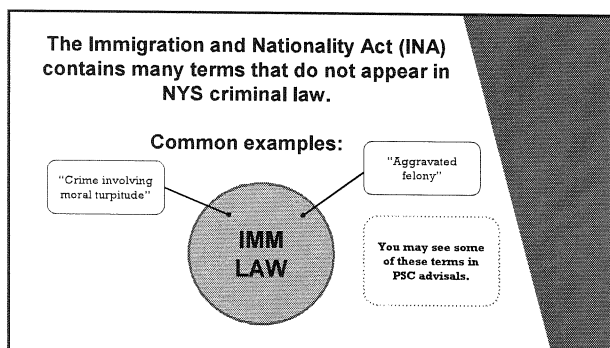 The Immigration and Nationality Act (INA)
contains many terms that do not appear in
NYS criminal law.
Common examples:
"Crime involving
moral turpitude"
"Aggravated
felony"
IMM
LAW
You may see some
of these terms in
PSC advisals.